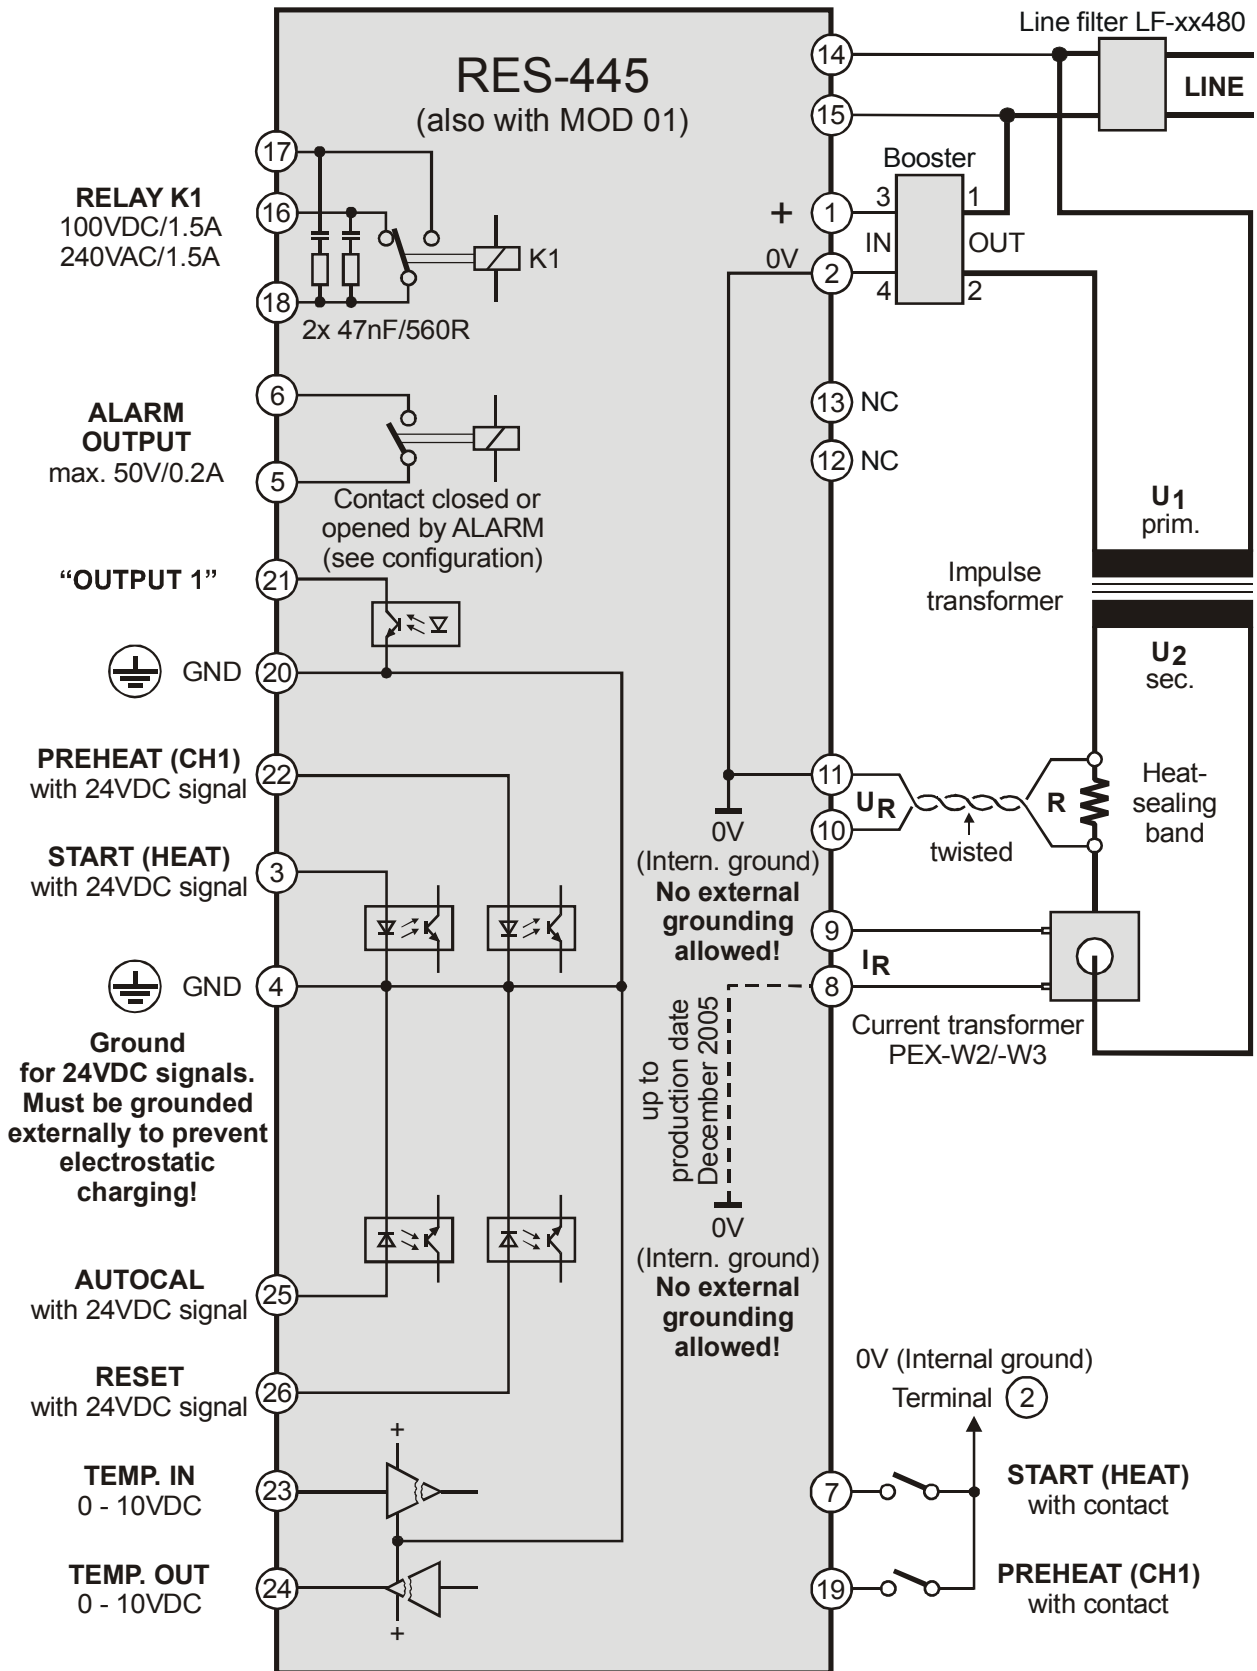 RES-445
(also with MOD 01)
Line filter LF-xx480
LINE
14
15
Booster
3
1
IN
OUT
4
2
+
1
0V
2
17
RELAY K1
100VDC/1.5A
240VAC/1.5A
16
18
K1
2x 47nF/560R
13
NC
12
NC
6
ALARM
OUTPUT
max. 50V/0.2A
5
Contact closed or
opened by ALARM
(see configuration)
"OUTPUT 1"
21
GND
20
U1
prim.
Impulse
transformer
U2
sec.
PREHEAT (CH1)
with 24VDC signal
22
START (HEAT)
with 24VDC signal
3
GND
4
Ground
for 24VDC signals.
Must be grounded
externally to prevent
electrostatic
charging!
11
UR
10
twisted
R
Heat-
sealing
band
0V
(Intern. ground)
No external
grounding
allowed!
9
IR
8
Current transformer
PEX-W2/-W3
up to
production date
December 2005
0V
(Intern. ground)
No external
grounding
allowed!
AUTOCAL
with 24VDC signal
25
RESET
with 24VDC signal
26
TEMP. IN
0 - 10VDC
23
+
TEMP. OUT
0 - 10VDC
24
+
0V (Internal ground)
Terminal 2
7
START (HEAT)
with contact
19
PREHEAT (CH1)
with contact